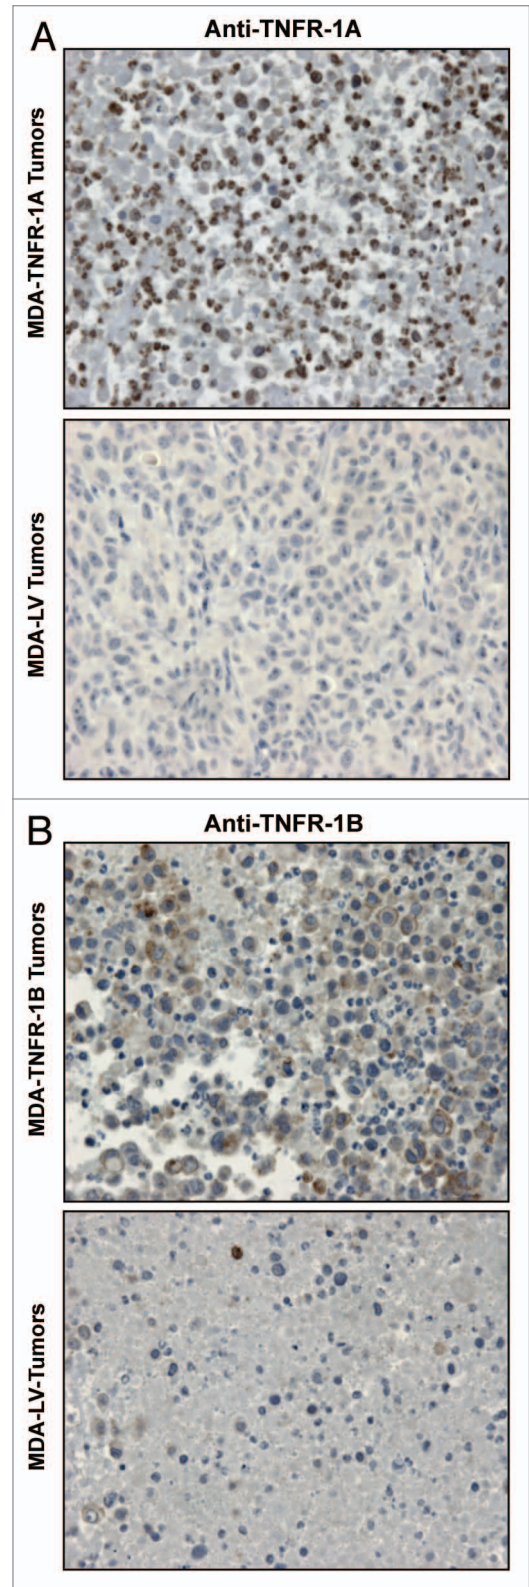 A
Anti-TNFR-1A
MDA-TNFR-1A Tumors
MDA-LV Tumors
B
Anti-TNFR-1B
MDA-TNFR-1B Tumors
MDA-LV-Tumors